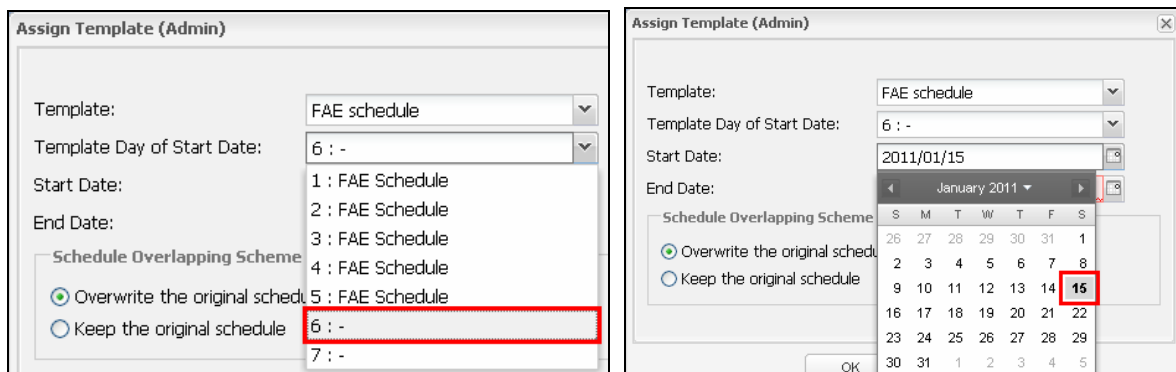 Assign Template (Admin)
Template:
FAE schedule
Template Day of Start Date:
6 : -
Start Date:
End Date:
1 : FAE Schedule
2 : FAE Schedule
3 : FAE Schedule
4 : FAE Schedule
5 : FAE Schedule
6 : -
7 : -
Schedule Overlapping Scheme
Overwrite the original schedu
Keep the original schedule
Assign Template (Admin)
Template:
FAE schedule
Template Day of Start Date:
6 : -
Start Date:
2011/01/15
End Date:
January 2011
S M T W T F S
26 27 28 29 30 31 1
2 3 4 5 6 7 8
9 10 11 12 13 14 15
16 17 18 19 20 21 22
23 24 25 26 27 28 29
30 31 1 2 3 4 5
Schedule Overlapping Scheme
Overwrite the original schedu
Keep the original schedule
OK